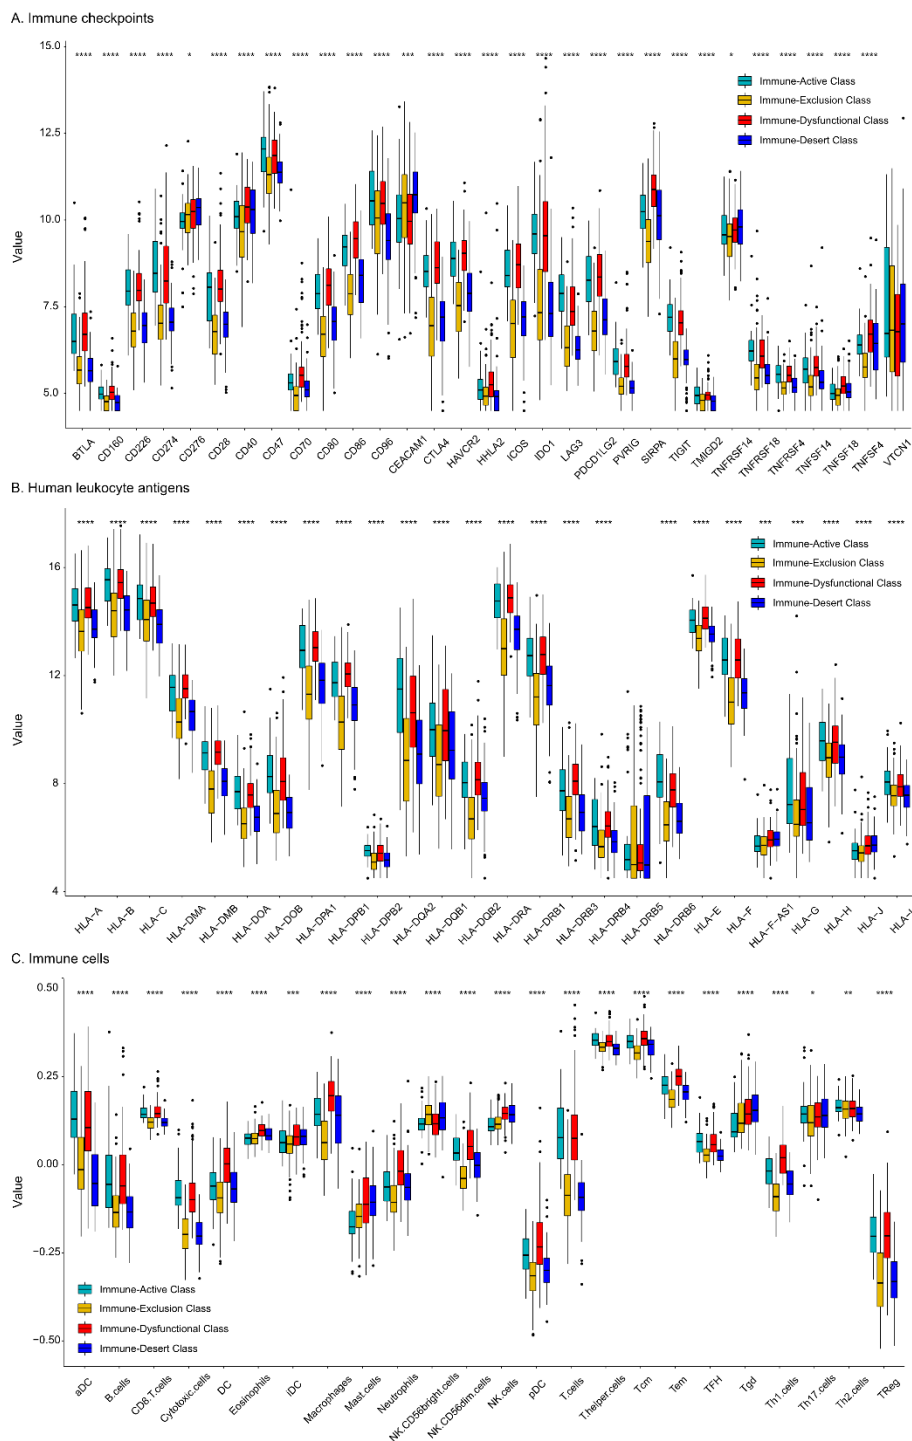 A. Immune checkpoints
15.0
12.5
10.0
7.5
5.0
Value
**** **** **** **** * **** **** **** **** **** **** **** *** **** **** **** **** **** **** **** **** **** **** **** * **** **** **** **** ****
Immune-Active Class
Immune-Exclusion Class
Immune-Dysfunctional Class
Immune-Desert Class
BTLA CD160 CD226 CD274 CD276 CD28 CD40 CD47 CD70 CD80 CD86 CD96 CEACAM1 CTLA4 HAVCR2 HHLA2 ICOS IDO1 LAG3 PDCD1LG2 PVRIG SIRPA TIGIT TMIGD2 TNFRSF14 TNFRSF18 TNFRSF4 TNFSF14 TNFSF18 TNFSF4 VTCN1
B. Human leukocyte antigens
16
12
8
4
Value
**** **** **** **** **** **** **** **** **** **** **** **** **** **** **** **** **** **** **** **** *** *** **** **** ****
Immune-Active Class
Immune-Exclusion Class
Immune-Dysfunctional Class
Immune-Desert Class
HLA-A HLA-B HLA-C HLA-DMA HLA-DMB HLA-DOA HLA-DOB HLA-DPA1 HLA-DPB1 HLA-DPB2 HLA-DQA2 HLA-DQB1 HLA-DQB2 HLA-DRA HLA-DRB1 HLA-DRB3 HLA-DRB4 HLA-DRB5 HLA-DRB6 HLA-E HLA-F HLA-F-AS1 HLA-G HLA-H HLA-J
C. Immune cells
0.50
0.25
0.00
−0.25
−0.50
Value
**** **** **** **** **** **** *** **** **** **** **** **** **** **** **** **** **** **** **** **** **** * ** ****
Immune-Active Class
Immune-Exclusion Class
Immune-Dysfunctional Class
Immune-Desert Class
aDC B.cells CD8.T.cells Cytotoxic.cells DC Eosinophils iDC Macrophages Mast.cells Neutrophils NK.CD56bright.cells NK.CD56dim.cells NK.cells pDC T.cells T.helper.cells Tcm Tem TFH Tgd Th1.cells Th17.cells Th2.cells TReg